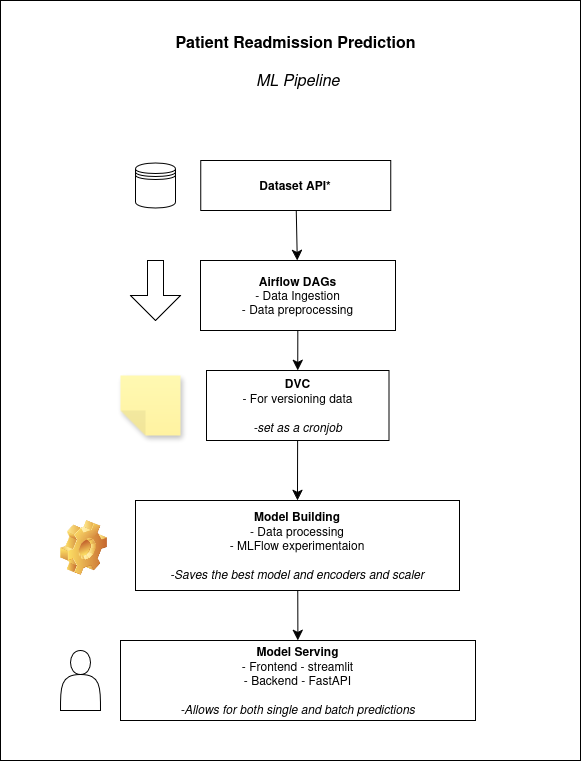 Patient Readmission Prediction
ML Pipeline
Dataset API*
Airflow DAGs
- Data Ingestion
- Data preprocessing
DVC
- For versioning data
-set as a cronjob
Model Building
- Data processing
- MLFlow experimentaion
-Saves the best model and encoders and scaler
Model Serving
- Frontend - streamlit
- Backend - FastAPI
-Allows for both single and batch predictions